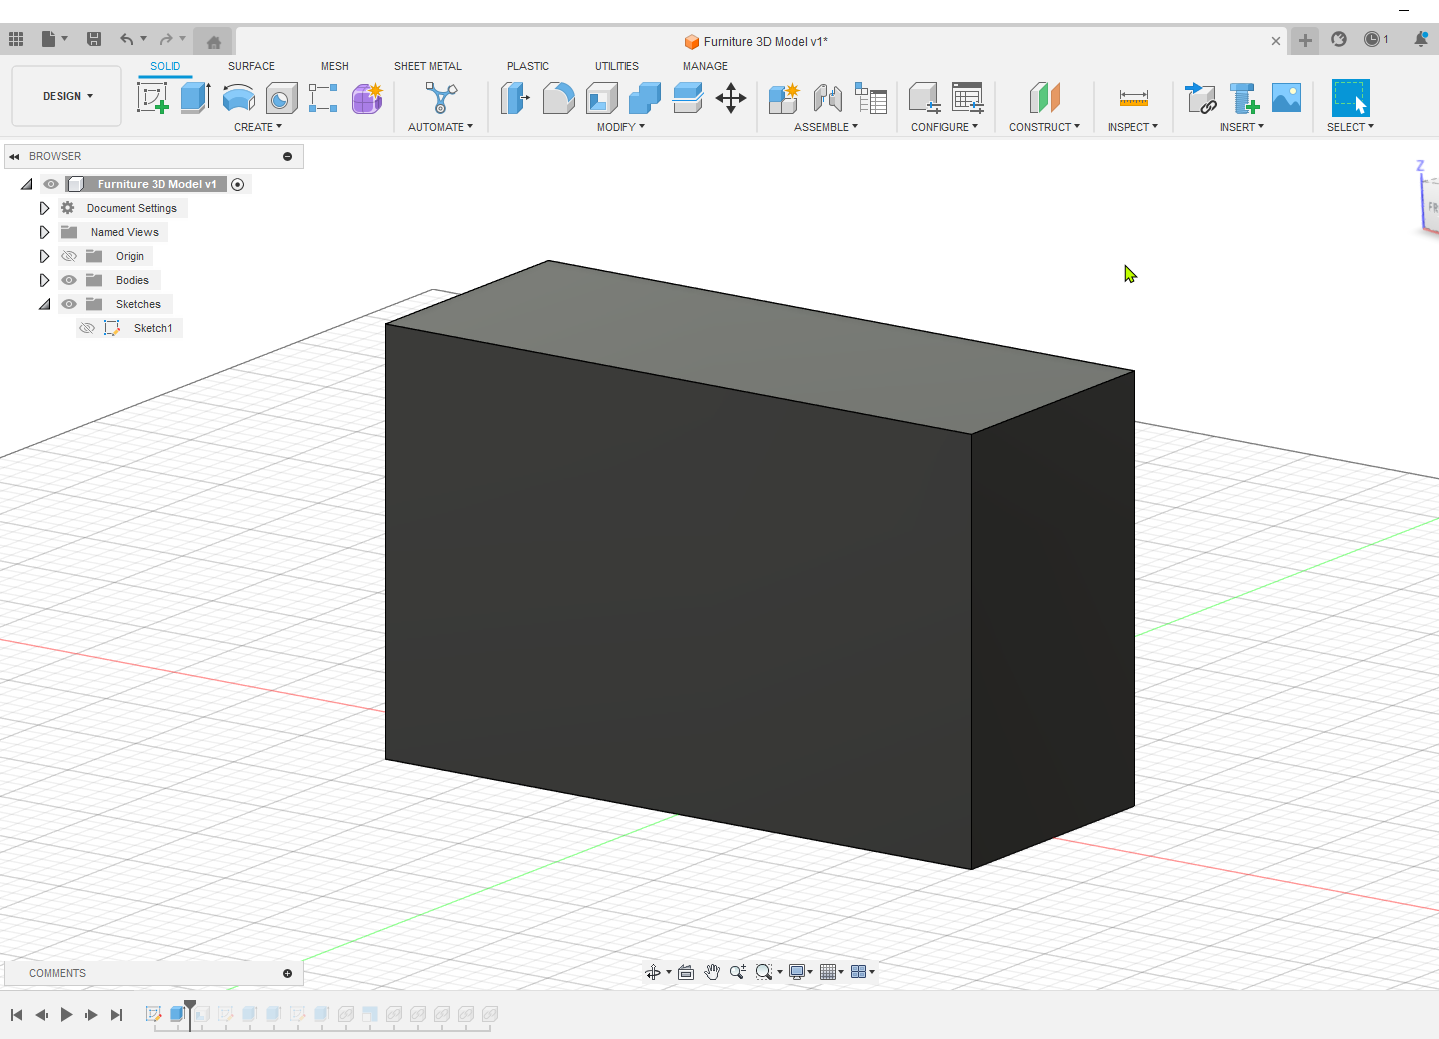 Furniture 3D Model v1*
1
DESIGN
SOLID
SURFACE
MESH
SHEET METAL
PLASTIC
UTILITIES
MANAGE
CREATE
AUTOMATE
MODIFY
ASSEMBLE
CONFIGURE
CONSTRUCT
INSPECT
INSERT
SELECT
BROWSER
Furniture 3D Model v1
Document Settings
Named Views
Origin
Bodies
Sketches
Sketch1
Z
FR
COMMENTS